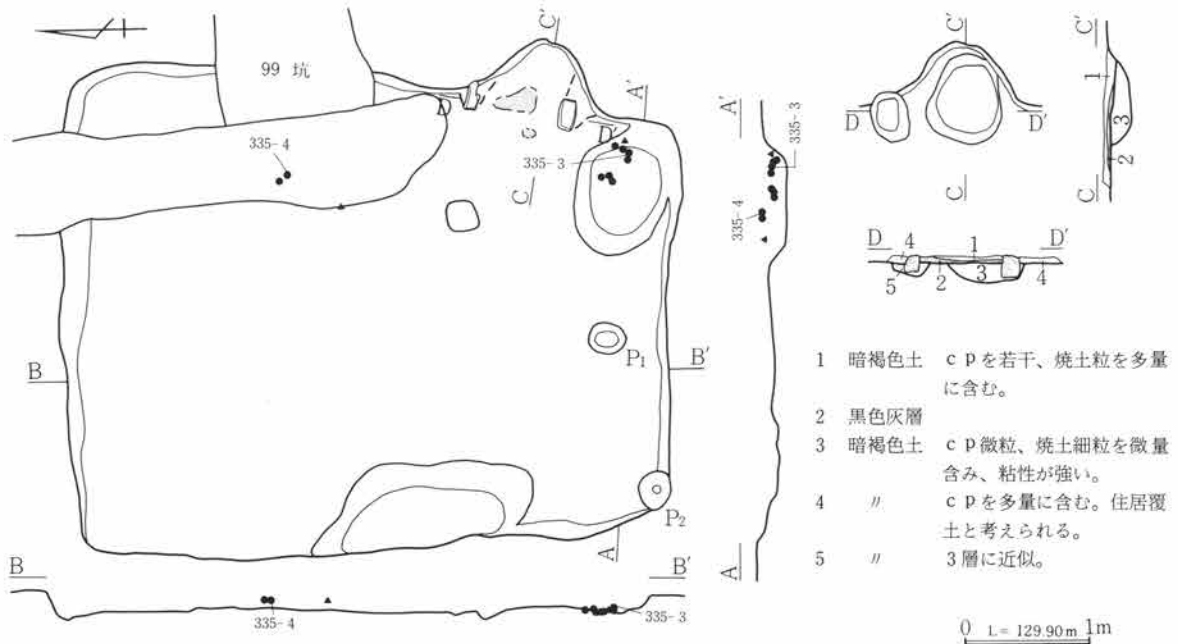 99 坑
335-4
335-3
C′
A′
D
D′
C
C
B
B′
P1
P2
A
B
B′
335-4
335-3
A′
A′
335-3
335-4
A
A
C′
D
D′
C
C
C′
C′
1
3
2
C
C
D
D′
4
1
5
2
3
4
1 暗褐色土 cpを若干、焼土粒を多量
に含む。
2 黒色灰層
3 暗褐色土 cp微粒、焼土細粒を微量
含み、粘性が強い。
4 〃 cpを多量に含む。住居覆
土と考えられる。
5 〃 3層に近似。
0 L=129.90m 1m